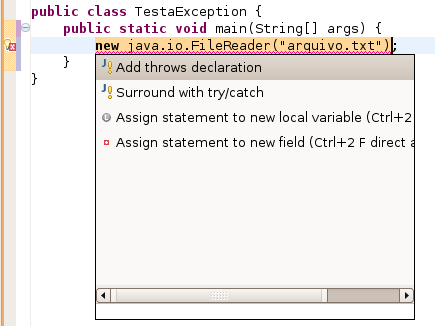 public class TestaException {
public static void main(String[] args) {
new java.io.FileReader("arquivo.txt");
}
}
Add throws declaration
Surround with try/catch
Assign statement to new local variable (Ctrl+2
Assign statement to new field (Ctrl+2 F direct a